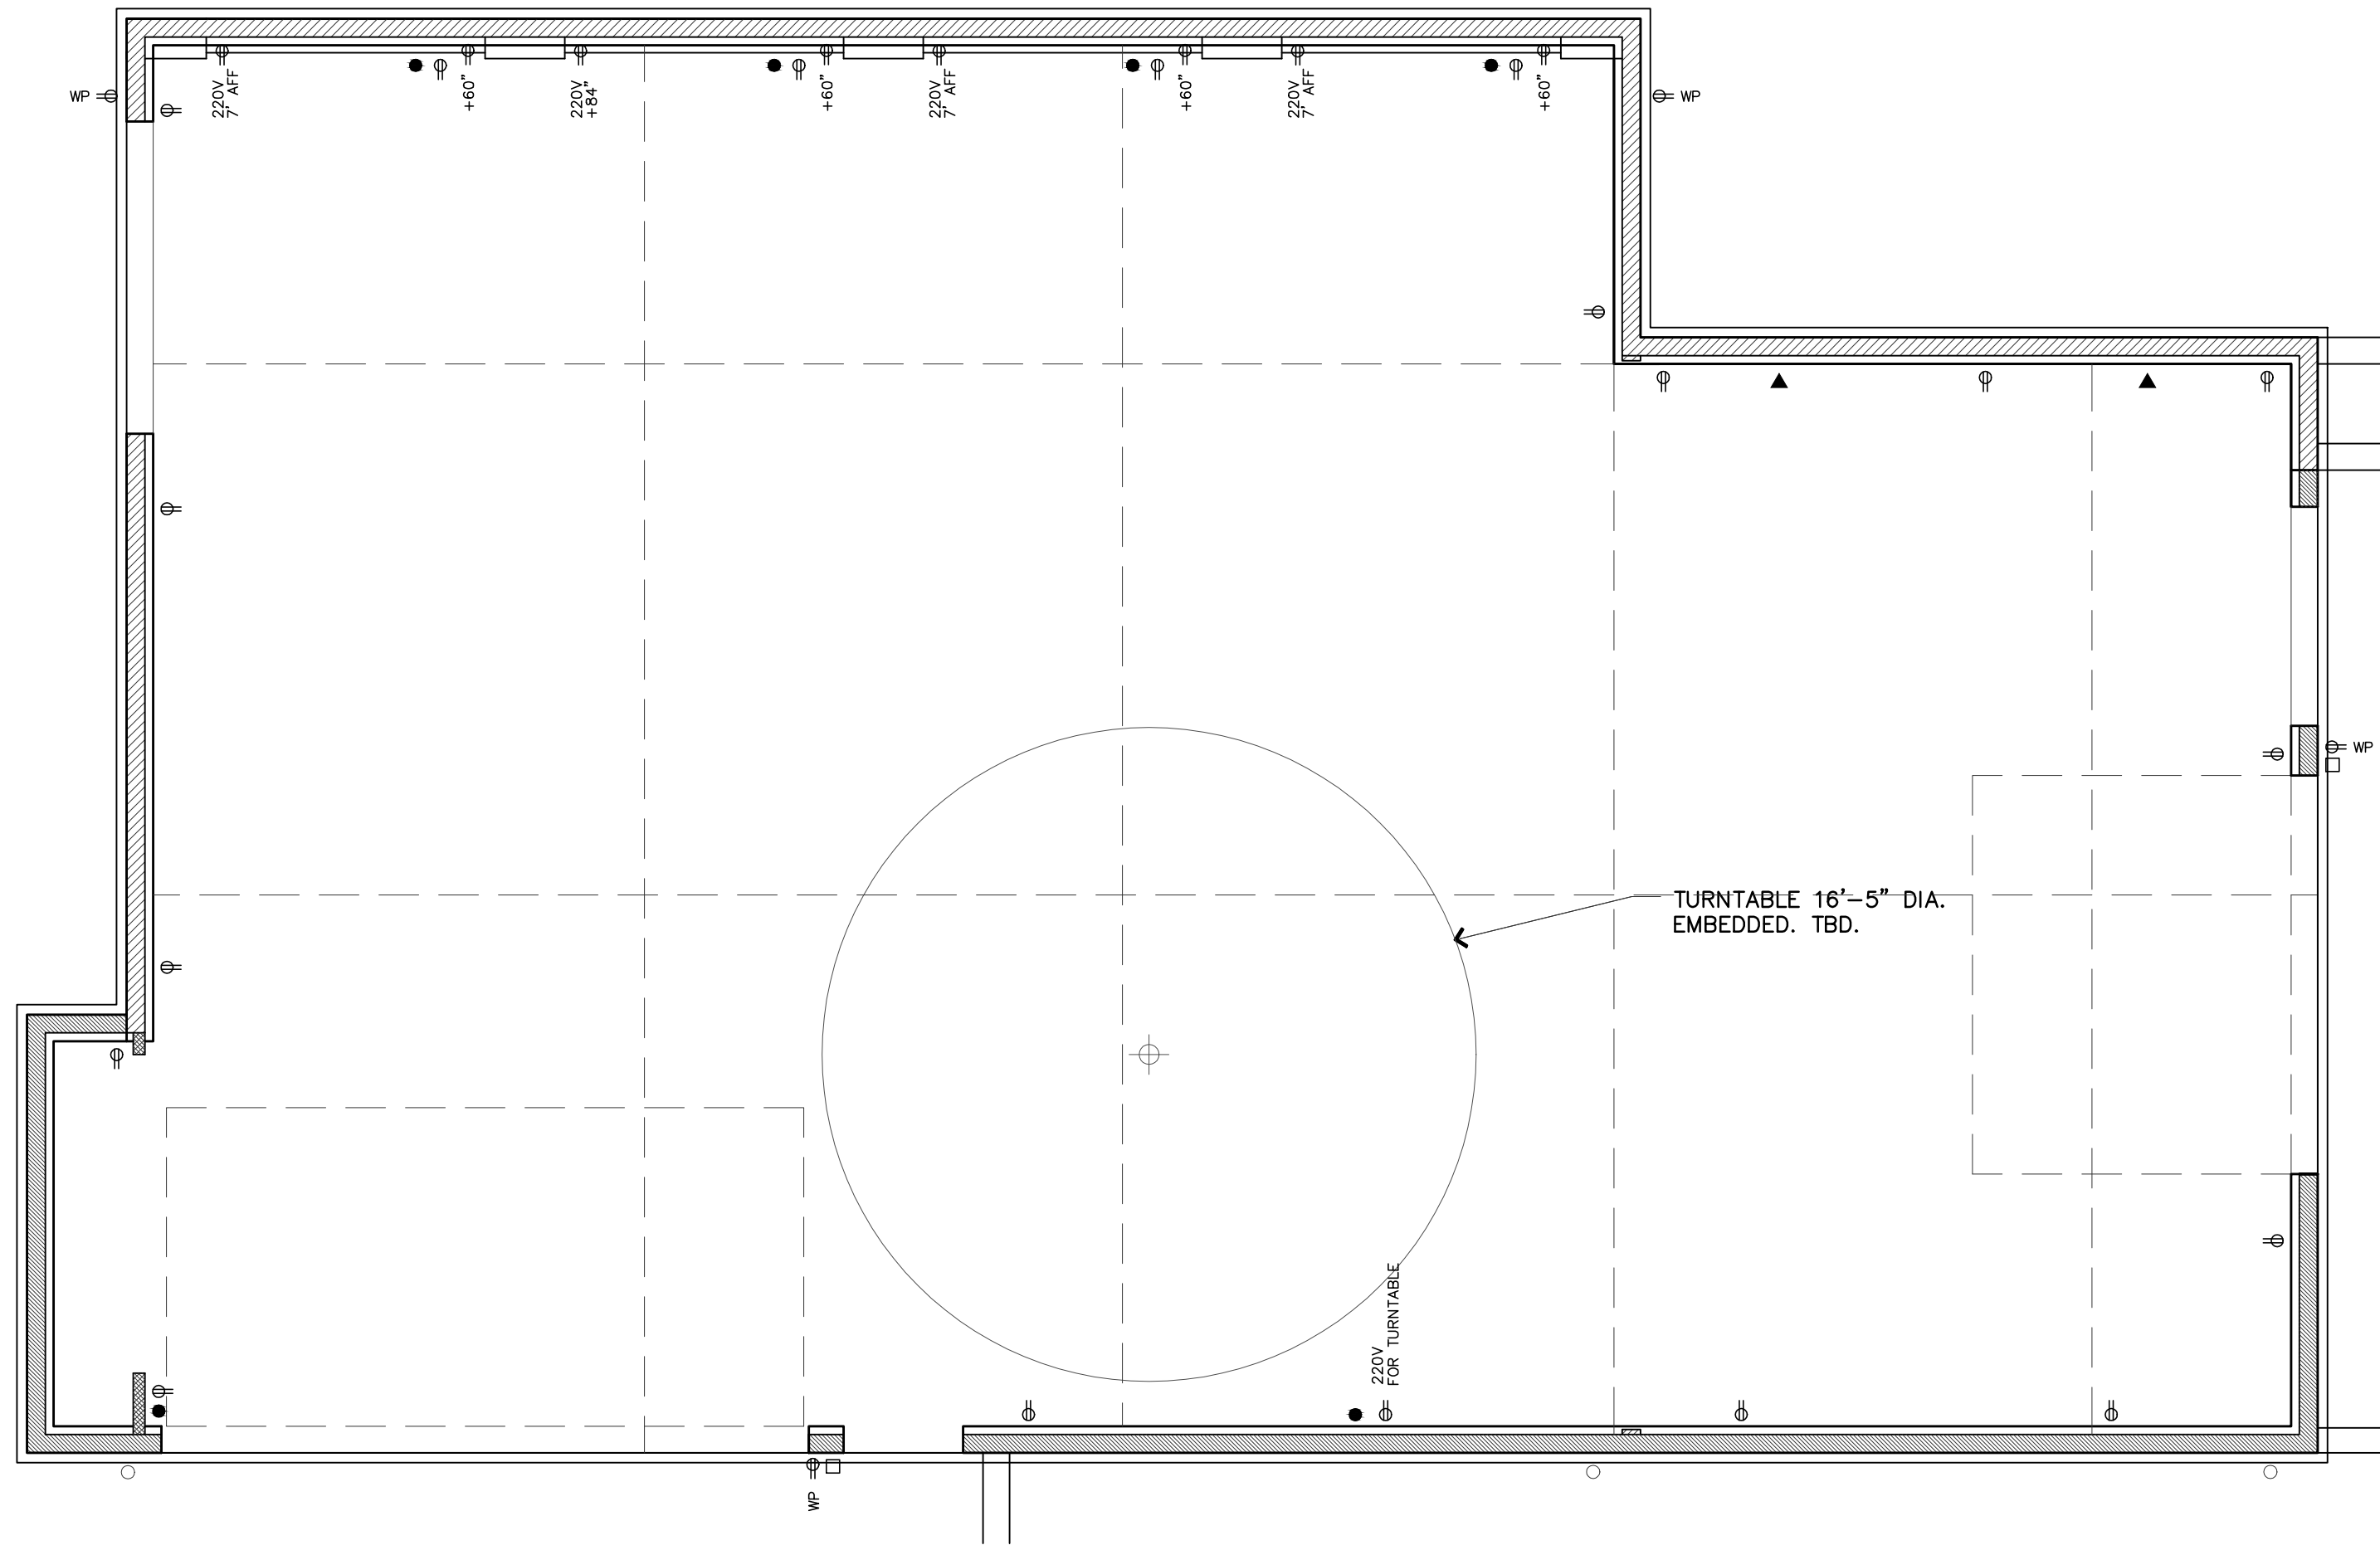 WP
220V
7' AFF
+60"
220V
+84"
+60"
220V
7' AFF
+60"
220V
7' AFF
+60"
WP
WP
TURNTABLE 16'-5" DIA.
EMBEDDED. TBD.
220V
FOR TURNTABLE
WP